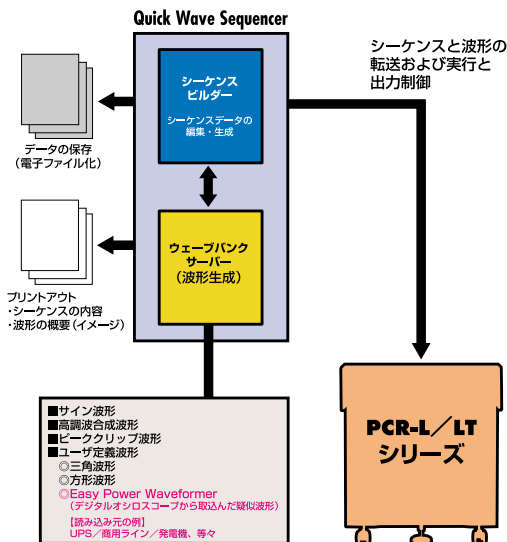 Quick Wave Sequencer
シーケンス
ビルダー
シーケンスデータの
編集・生成
シーケンスと波形の
転送および実行と
出力制御
データの保存
（電子ファイル化）
ウェーブバンク
サーバー
（波形生成）
プリントアウト
・シーケンスの内容
・波形の概要（イメージ）
■サイン波形
■高調波合成波形
■ピーククリップ波形
■ユーザ定義波形
◎三角波形
◎方形波形
◎Easy Power Waveformer
（デジタルオシロスコープから取込んだ疑似波形）
【読み込み元の例】
UPS／商用ライン／発電機、等々
PCR-L／LT
シリーズ